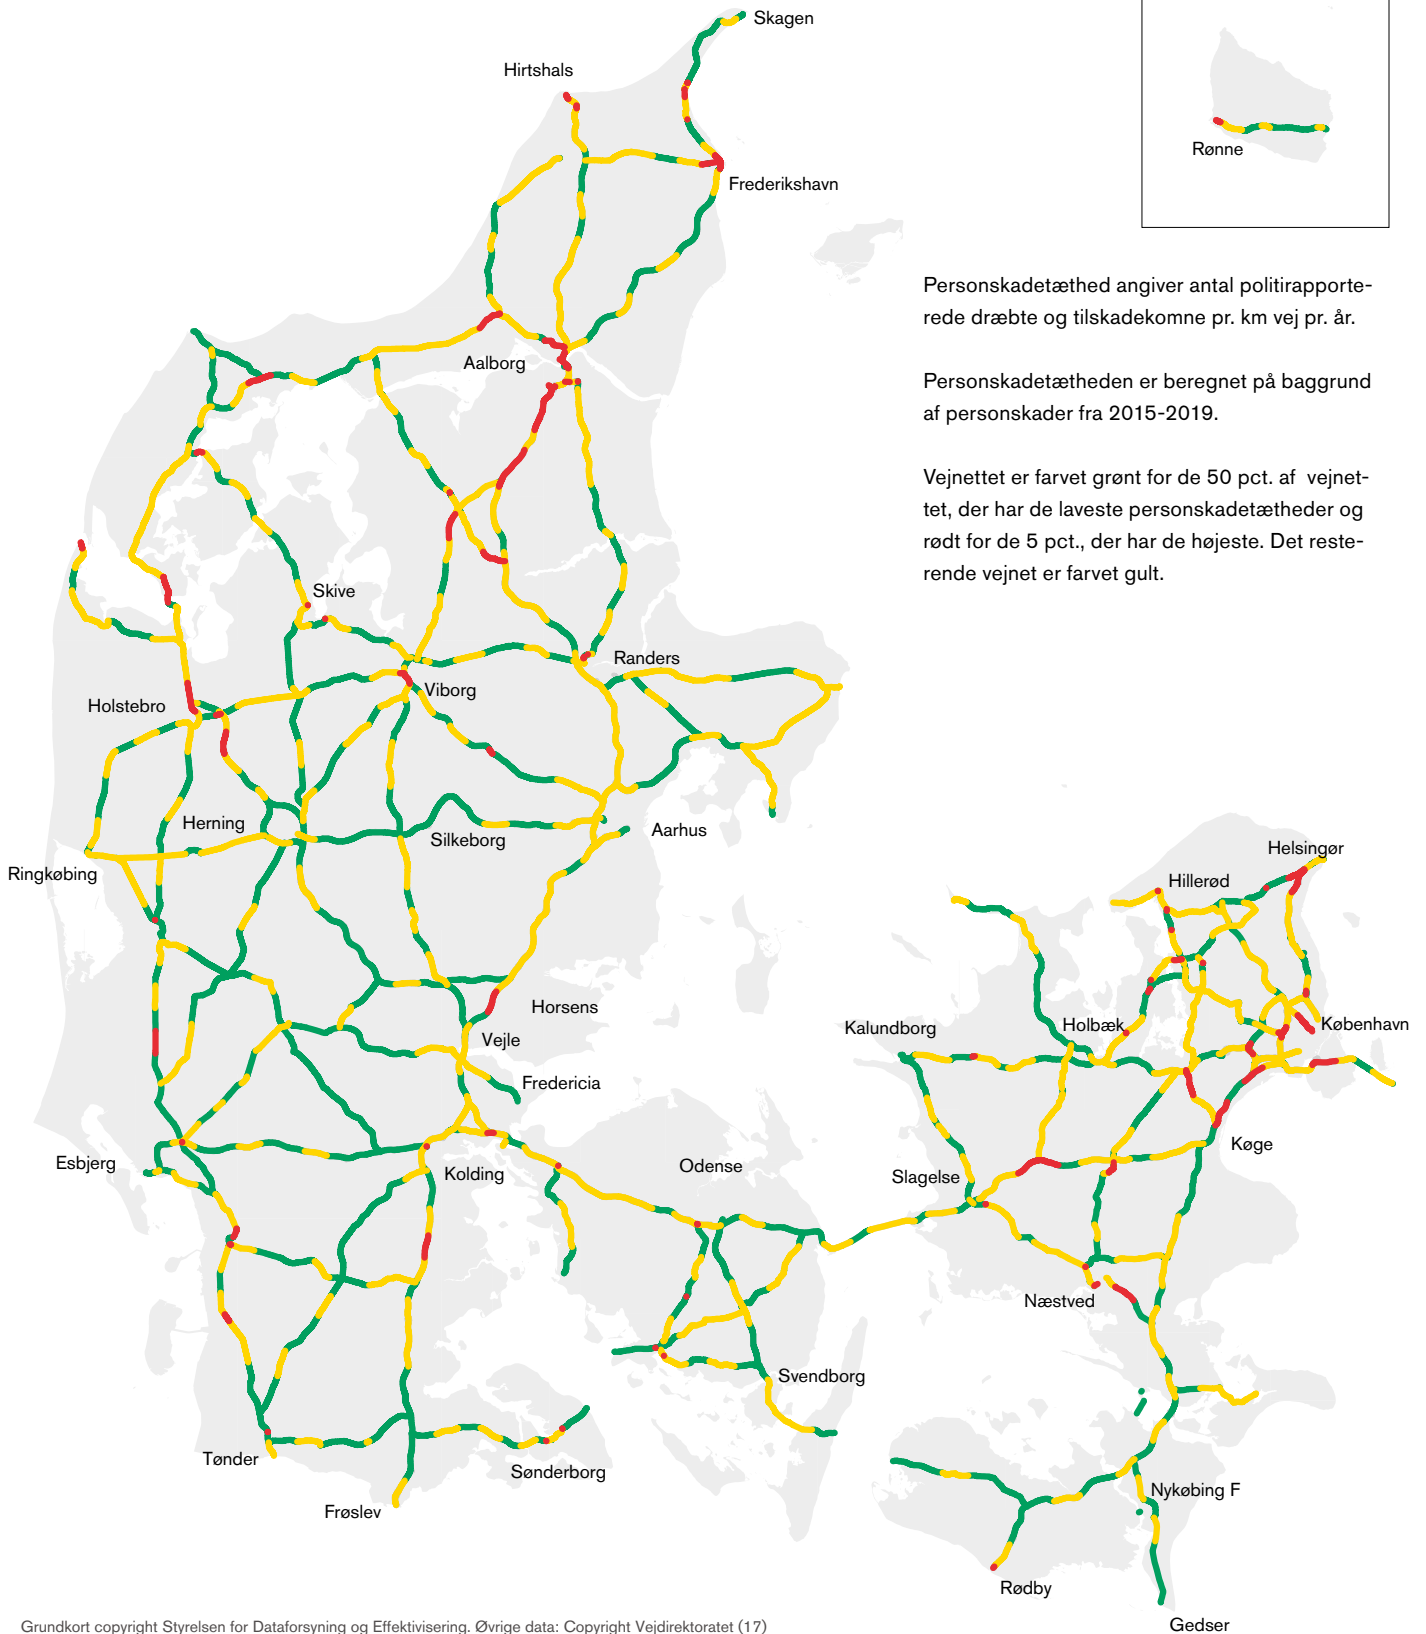 Skagen
Hirtshals
Rønne
Frederikshavn
Personskadetæthed angiver antal politirapporte-
rede dræbte og tilskadekomne pr. km vej pr. år.
Aalborg
Personskadetætheden er beregnet på baggrund
af personskader fra 2015-2019.
Vejnettet er farvet grønt for de 50 pct. af vejnet-
tet, der har de laveste personskadetætheder og
rødt for de 5 pct., der har de højeste. Det reste-
rende vejnet er farvet gult.
Skive
Randers
Viborg
Holstebro
Herning
Aarhus
Silkeborg
Helsingør
Ringkøbing
Hillerød
Horsens
København
Holbæk
Kalundborg
Vejle
Fredericia
Køge
Esbjerg
Odense
Kolding
Slagelse
Næstved
Svendborg
Tønder
Sønderborg
Nykøbing F
Frøslev
Rødby
Gedser
Grundkort copyright Styrelsen for Dataforsyning og Effektivisering. Øvrige data: Copyright Vejdirektoratet (17)